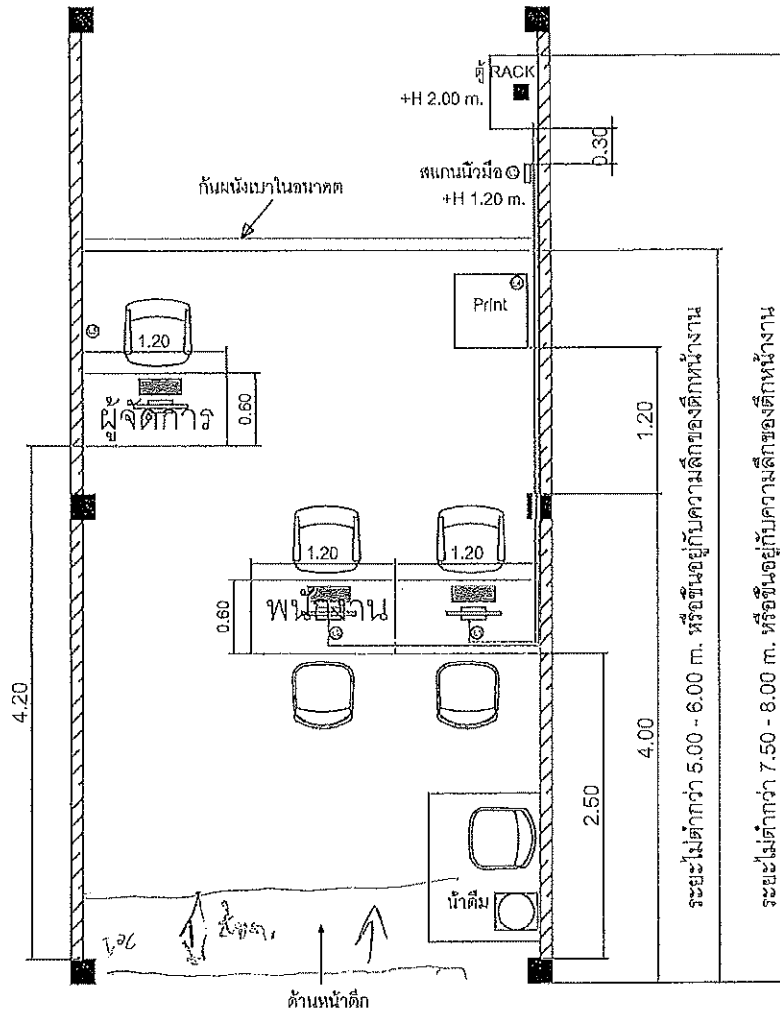 ตู้ RACK
+H 2.00 m.
0.30
สแกนนิ้วมือ
+H 1.20 m.
กั้นผนังเบาในอนาคต
Print
1.20
0.60
ผู้จัดการ
1.20
1.20
1.20
0.60
พนักงาน
4.20
4.00
2.50
น้ำดื่ม
ด้านหน้าตึก
ระยะไม่ต่ำกว่า 5.00 - 6.00 m. หรือขึ้นอยู่กับความลึกของตึกหน้างาน
ระยะไม่ต่ำกว่า 7.50 - 8.00 m. หรือขึ้นอยู่กับความลึกของตึกหน้างาน